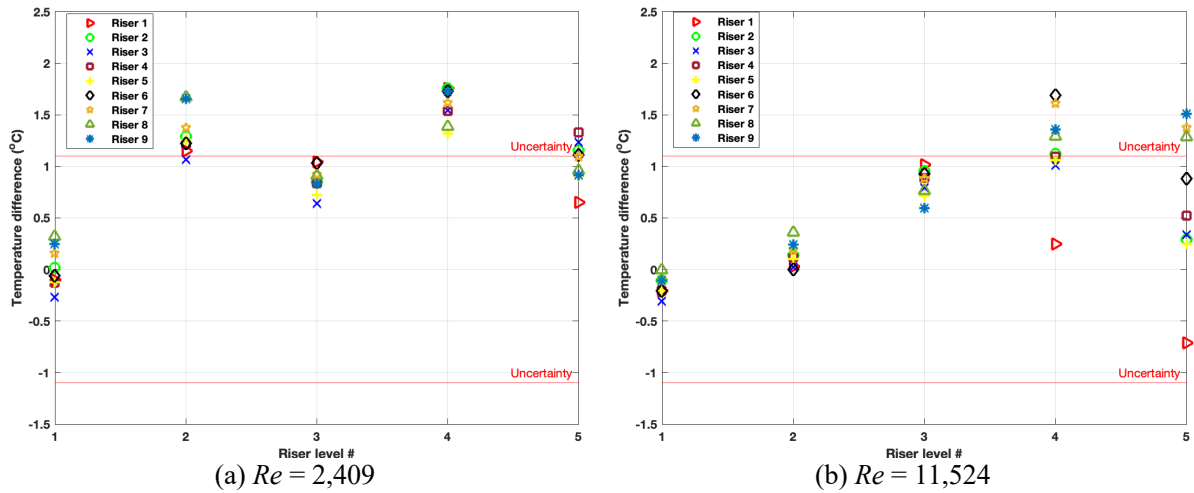 2.5
2
1.5
1
0.5
0
-0.5
-1
-1.5
Temperature difference (°C)
Riser 1
Riser 2
Riser 3
Riser 4
Riser 5
Riser 6
Riser 7
Riser 8
Riser 9
Uncertainty
Uncertainty
1 2 3 4 5
Riser level #
(a) Re = 2,409
2.5
2
1.5
1
0.5
0
-0.5
-1
-1.5
Temperature difference (°C)
Riser 1
Riser 2
Riser 3
Riser 4
Riser 5
Riser 6
Riser 7
Riser 8
Riser 9
Uncertainty
Uncertainty
1 2 3 4 5
Riser level #
(b) Re = 11,524